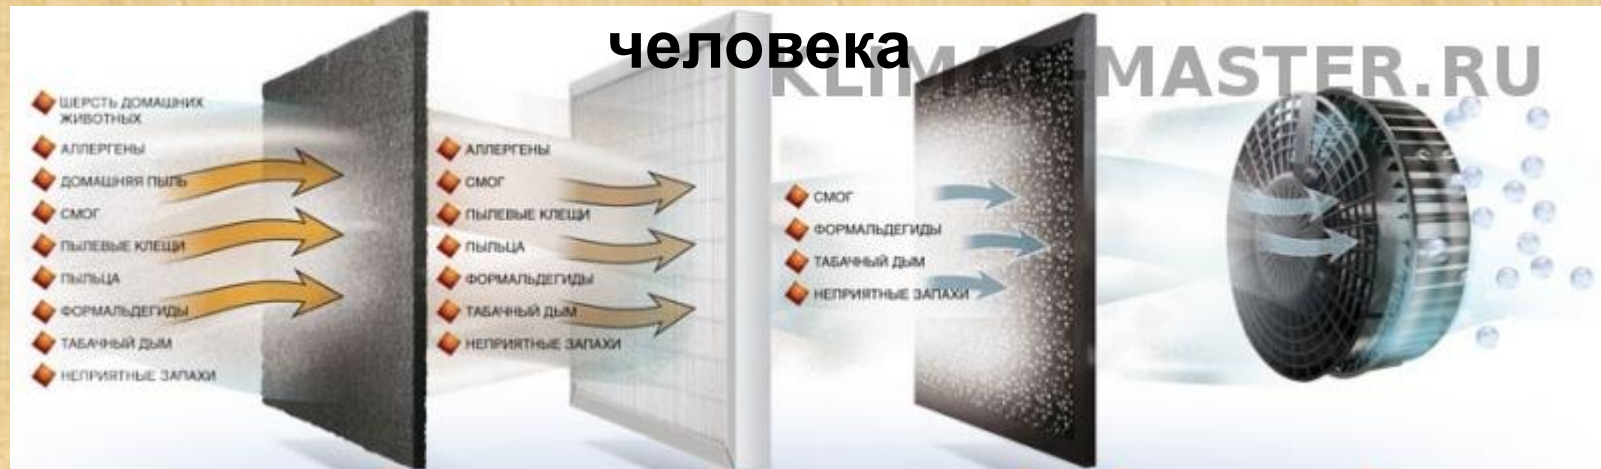 человека
KLIMAT-MASTER.RU
ШЕРСТЬ ДОМАШНИХ
ЖИВОТНЫХ
АЛЛЕРГЕНЫ
ДОМАШНЯЯ ПЫЛЬ
СМОГ
ПЫЛЕВЫЕ КЛЕЩИ
ПЫЛЬЦА
ФОРМАЛЬДЕГИДЫ
ТАБАЧНЫЙ ДЫМ
НЕПРИЯТНЫЕ ЗАПАХИ
АЛЛЕРГЕНЫ
СМОГ
ПЫЛЕВЫЕ КЛЕЩИ
ПЫЛЬЦА
ФОРМАЛЬДЕГИДЫ
ТАБАЧНЫЙ ДЫМ
НЕПРИЯТНЫЕ ЗАПАХИ
СМОГ
ФОРМАЛЬДЕГИДЫ
ТАБАЧНЫЙ ДЫМ
НЕПРИЯТНЫЕ ЗАПАХИ